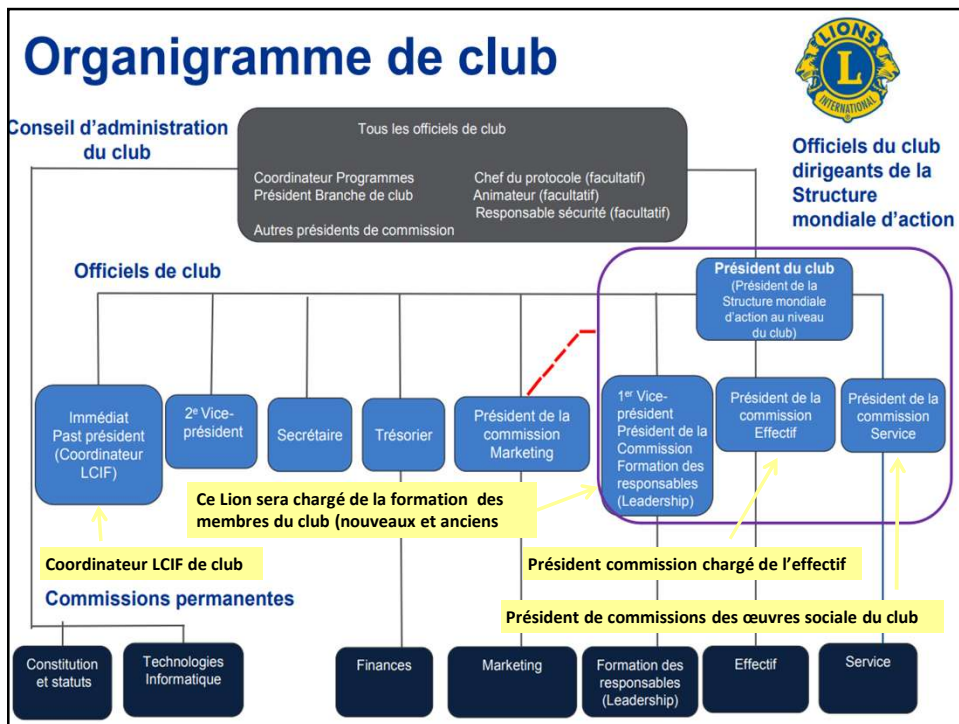 Organigramme de club
LIONS
L
INTERNATIONAL
®
Conseil d'administration
du club
Tous les officiels de club
Coordinateur Programmes
Président Branche de club
Autres présidents de commission
Chef du protocole (facultatif)
Animateur (facultatif)
Responsable sécurité (facultatif)
Officiels du club
dirigeants de la
Structure
mondiale d'action
Officiels de club
Président du club
(Président de la
Structure mondiale
d'action au niveau
du club)
Immédiat
Past président
(Coordinateur
LCIF)
2e Vice-
président
Secrétaire
Trésorier
Président de la
commission
Marketing
1er Vice-
président
Président de la
Commission
Formation des
responsables
(Leadership)
Président de la
commission
Effectif
Président de la
commission
Service
Ce Lion sera chargé de la formation des
membres du club (nouveaux et anciens
Coordinateur LCIF de club
Président commission chargé de l'effectif
Président de commissions des œuvres sociale du club
Commissions permanentes
Constitution
et statuts
Technologies
Informatique
Finances
Marketing
Formation des
responsables
(Leadership)
Effectif
Service